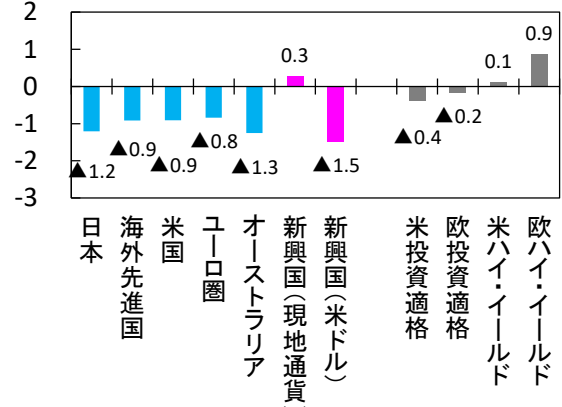 2
1
0
-1
-2
-3
▲1.2
▲0.9
▲0.9
▲0.8
▲1.3
0.3
▲1.5
▲0.4
▲0.2
0.1
0.9
日本
海外先進国
米国
ユーロ圏
オーストラリア
新興国(現地通貨
新興国(米ドル)
米投資適格
欧投資適格
米ハイ・イールド
欧ハイ・イールド